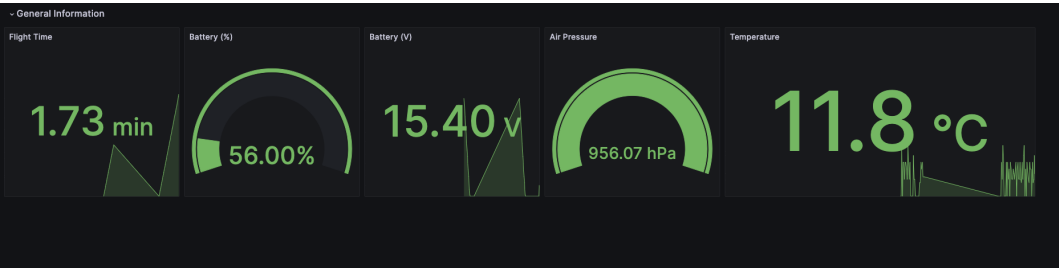 General Information
Flight Time
Battery (%)
Battery (V)
Air Pressure
Temperature
1.73 min
56.00%
15.40 V
956.07 hPa
11.8 °C